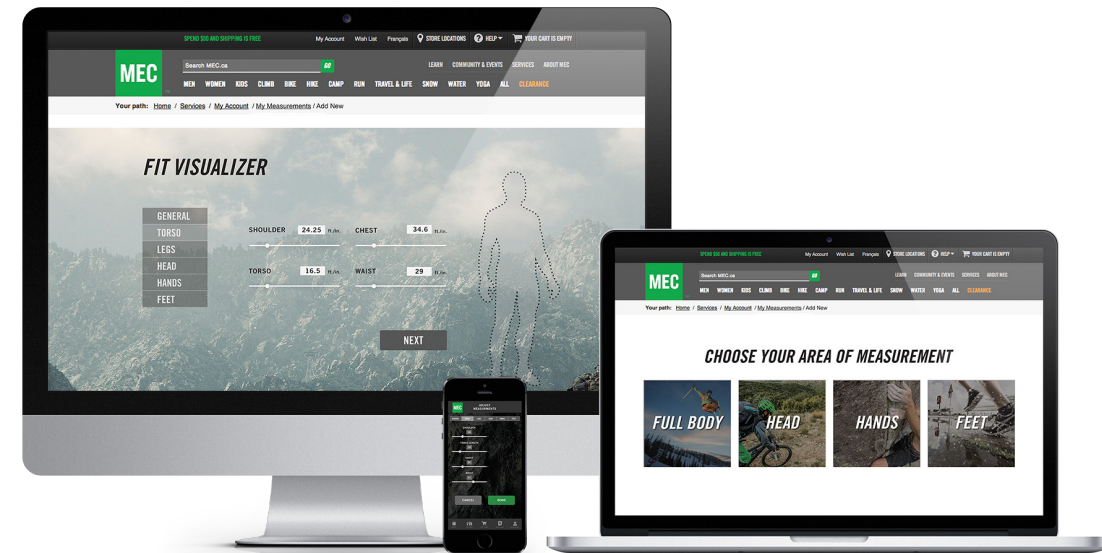 SPEND $50 AND SHIPPING IS FREE My Account Wish List Français STORE LOCATIONS HELP YOUR CART IS EMPTY
MEC
Search MEC.ca GO LEARN COMMUNITY & EVENTS SERVICES ABOUT MEC
MEN WOMEN KIDS CLIMB BIKE HIKE CAMP RUN TRAVEL & LIFE SNOW WATER YOGA ALL CLEARANCE
Your path: Home / Services / My Account / My Measurements / Add New
FIT VISUALIZER
GENERAL
TORSO
LEGS
HEAD
HANDS
FEET
SHOULDER 24.25 ft./in. CHEST 34.6 ft./in.
TORSO 16.5 ft./in. WAIST 29 ft./in.
NEXT
MEC
MEASUREMENTS
CANCEL
SPEND $50 AND SHIPPING IS FREE My Account Wish List Français STORE LOCATIONS HELP YOUR CART IS EMPTY
MEC
Search MEC.ca GO LEARN COMMUNITY & EVENTS SERVICES ABOUT MEC
MEN WOMEN KIDS CLIMB BIKE HIKE CAMP RUN TRAVEL & LIFE SNOW WATER YOGA ALL CLEARANCE
Your path: Home / Services / My Account / My Measurements / Add New
CHOOSE YOUR AREA OF MEASUREMENT
FULL BODY HEAD HANDS FEET